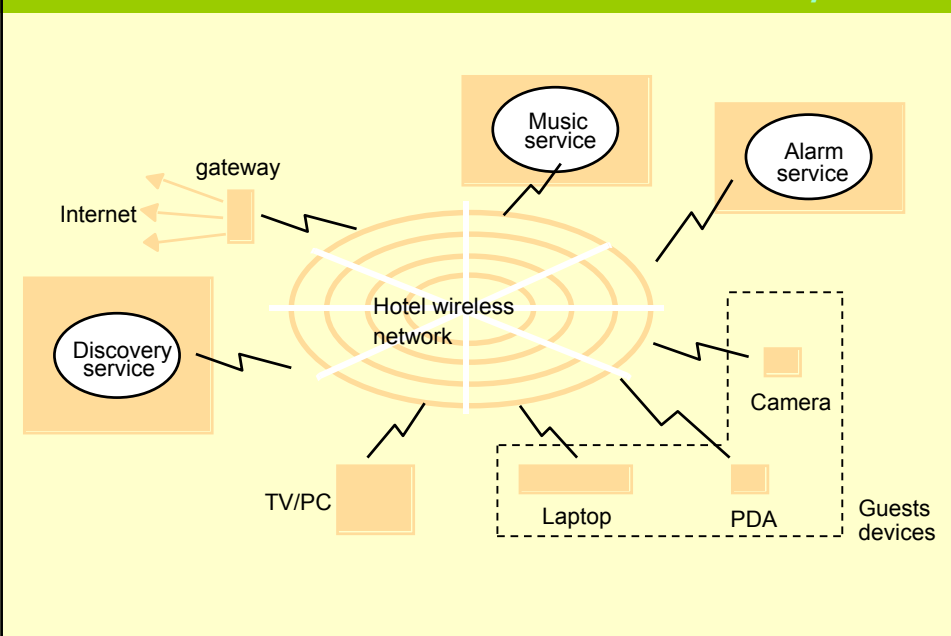 Music
service
Alarm
service
gateway
Internet
Hotel wireless
network
Discovery
service
Camera
TV/PC
Laptop
PDA
Guests
devices